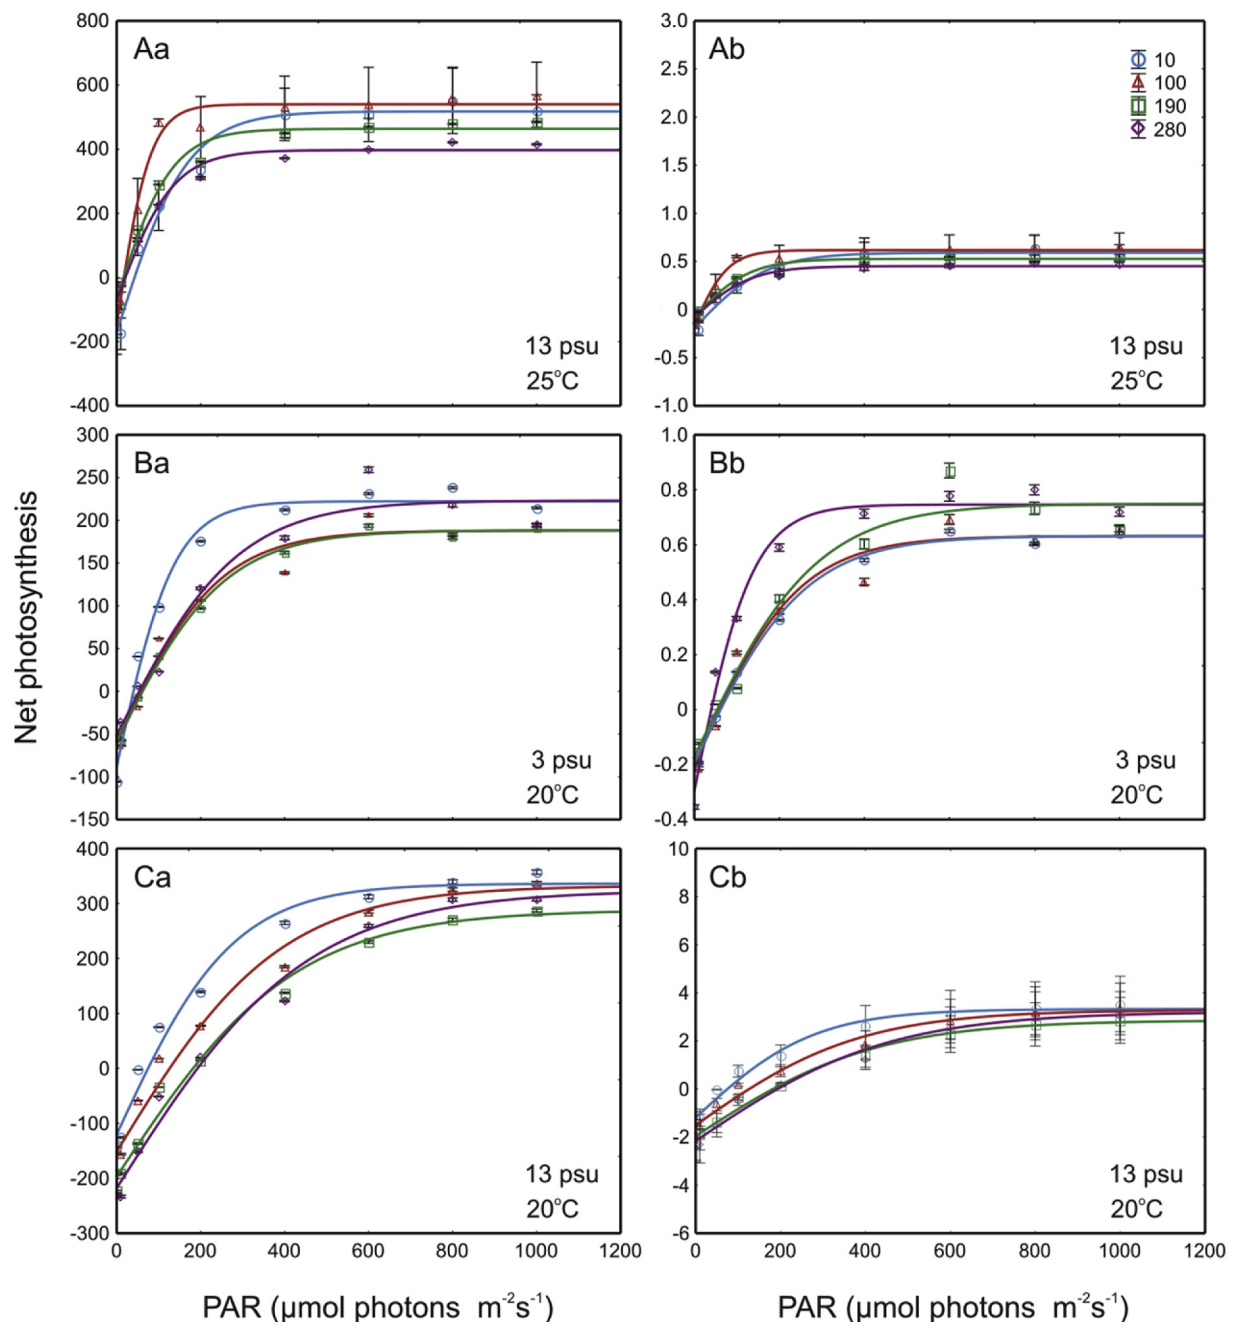 Net photosynthesis
Aa
800
600
400
200
0
-200
-400
13 psu
25°C
Ab
3.0
2.5
2.0
1.5
1.0
0.5
0
-0.5
-1.0
10
100
190
280
13 psu
25°C
Ba
300
250
200
150
100
50
0
-50
-100
-150
3 psu
20°C
Bb
1.0
0.8
0.6
0.4
0.2
0
-0.2
-0.4
3 psu
20°C
Ca
400
300
200
100
0
-100
-200
-300
13 psu
20°C
0 200 400 600 800 1000 1200
PAR (µmol photons m⁻²s⁻¹)
Cb
10
8
6
4
2
0
-2
-4
-6
13 psu
20°C
0 200 400 600 800 1000 1200
PAR (µmol photons m⁻²s⁻¹)